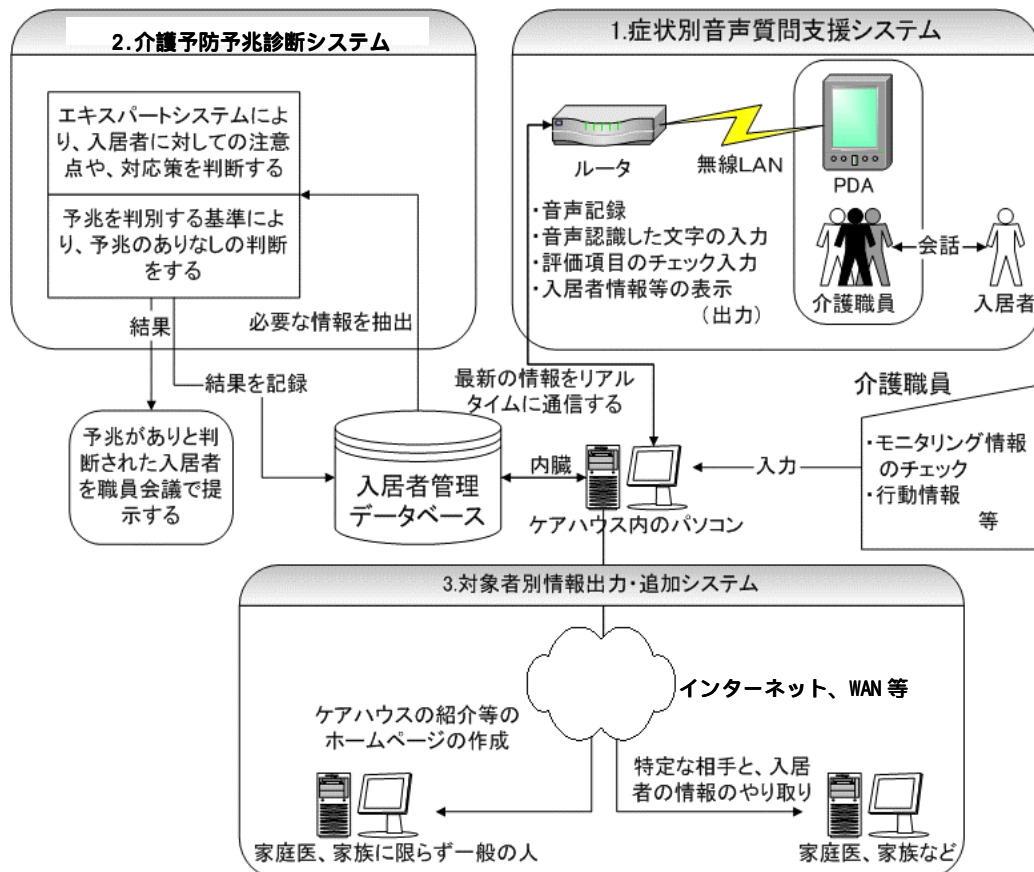 2.介護予防予兆診断システム
エキスパートシステムによ
り、入居者に対しての注意
点や、対応策を判断する
予兆を判別する基準によ
り、予兆のありなしの判断
をする
結果
必要な情報を抽出
結果を記録
予兆がありと判
断された入居者
を職員会議で提
示する
1.症状別音声質問支援システム
ルータ
無線LAN
PDA
・音声記録
・音声認識した文字の入力
・評価項目のチェック入力
・入居者情報等の表示
(出力)
会話
介護職員
入居者
最新の情報をリアル
タイムに通信する
介護職員
・モニタリング情報
のチェック
・行動情報
等
入力
内臓
入居者管理
データベース
ケアハウス内のパソコン
3.対象者別情報出力・追加システム
インターネット、WAN 等
ケアハウスの紹介等の
ホームページの作成
特定な相手と、入居
者の情報のやり取り
家庭医、家族に限らず一般の人
家庭医、家族など